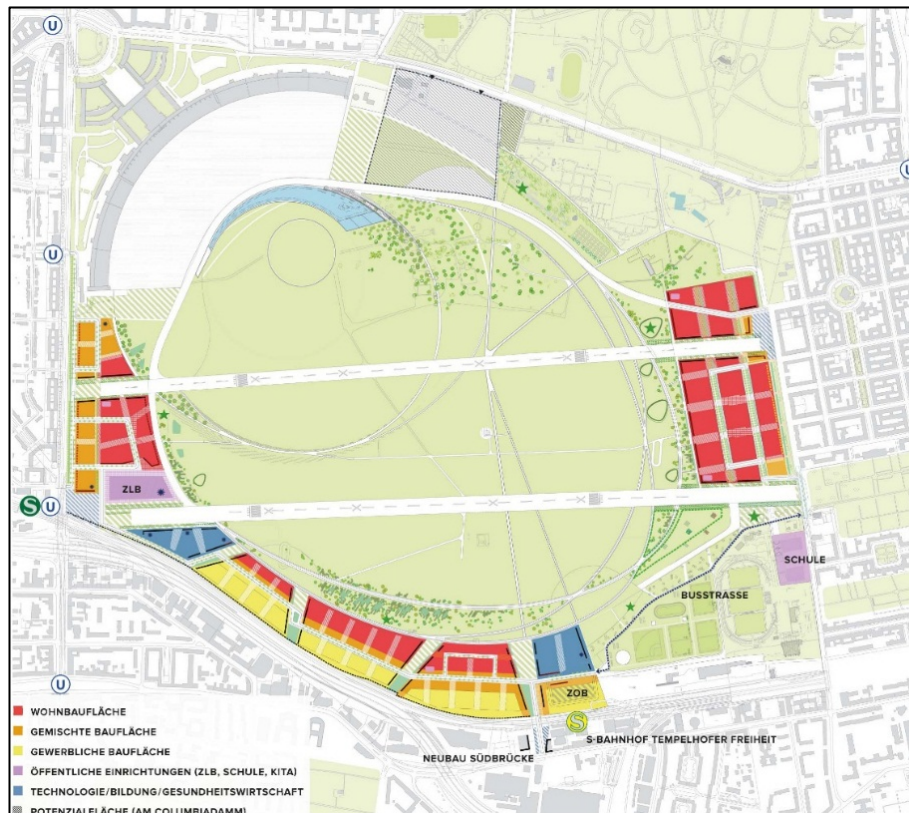 U
U
U
ZLB
S U
SCHULE
BUSSTRASSE
U
ZOB
S
S-BAHNHOF TEMPELHOFER FREIHEIT
NEUBAU SÜDBRÜCKE
WOHNBAUFLÄCHE
GEMISCHTE BAUFLÄCHE
GEWERBLICHE BAUFLÄCHE
ÖFFENTLICHE EINRICHTUNGEN (ZLB, SCHULE, KITA)
TECHNOLOGIE/BILDUNG/GESUNDHEITSWIRTSCHAFT
POTENZIALFLÄCHE (AM COLUMBIADAMM)